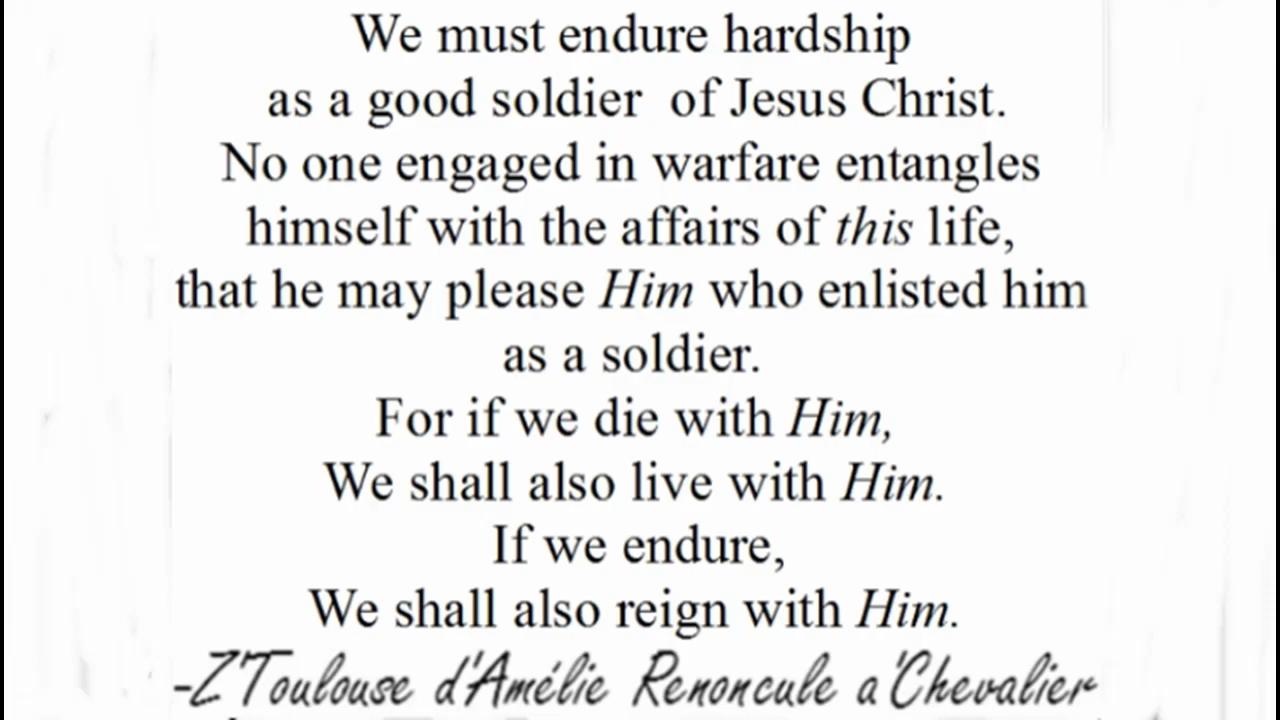 We must endure hardship
as a good soldier of Jesus Christ.
No one engaged in warfare entangles
himself with the affairs of this life,
that he may please Him who enlisted him
as a soldier.
For if we die with Him,
We shall also live with Him.
If we endure,
We shall also reign with Him.
-Z'Toulouse d'Amélie Renoncule a'Chevalier